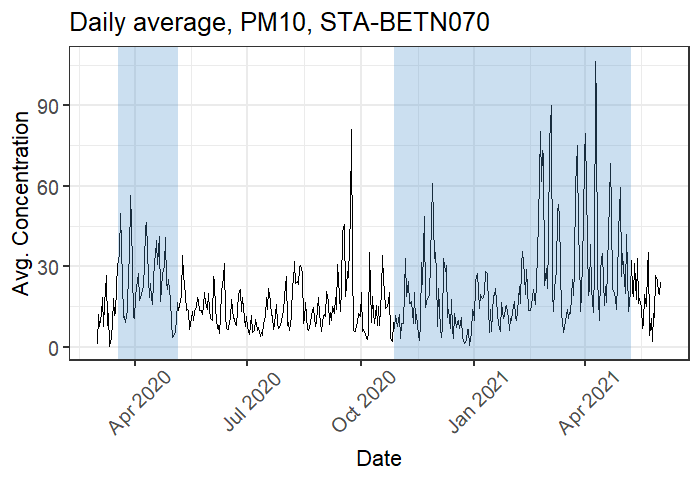 Daily average, PM10, STA-BETN070
Avg. Concentration
90
60
30
0
Apr 2020
Jul 2020
Oct 2020
Jan 2021
Apr 2021
Date